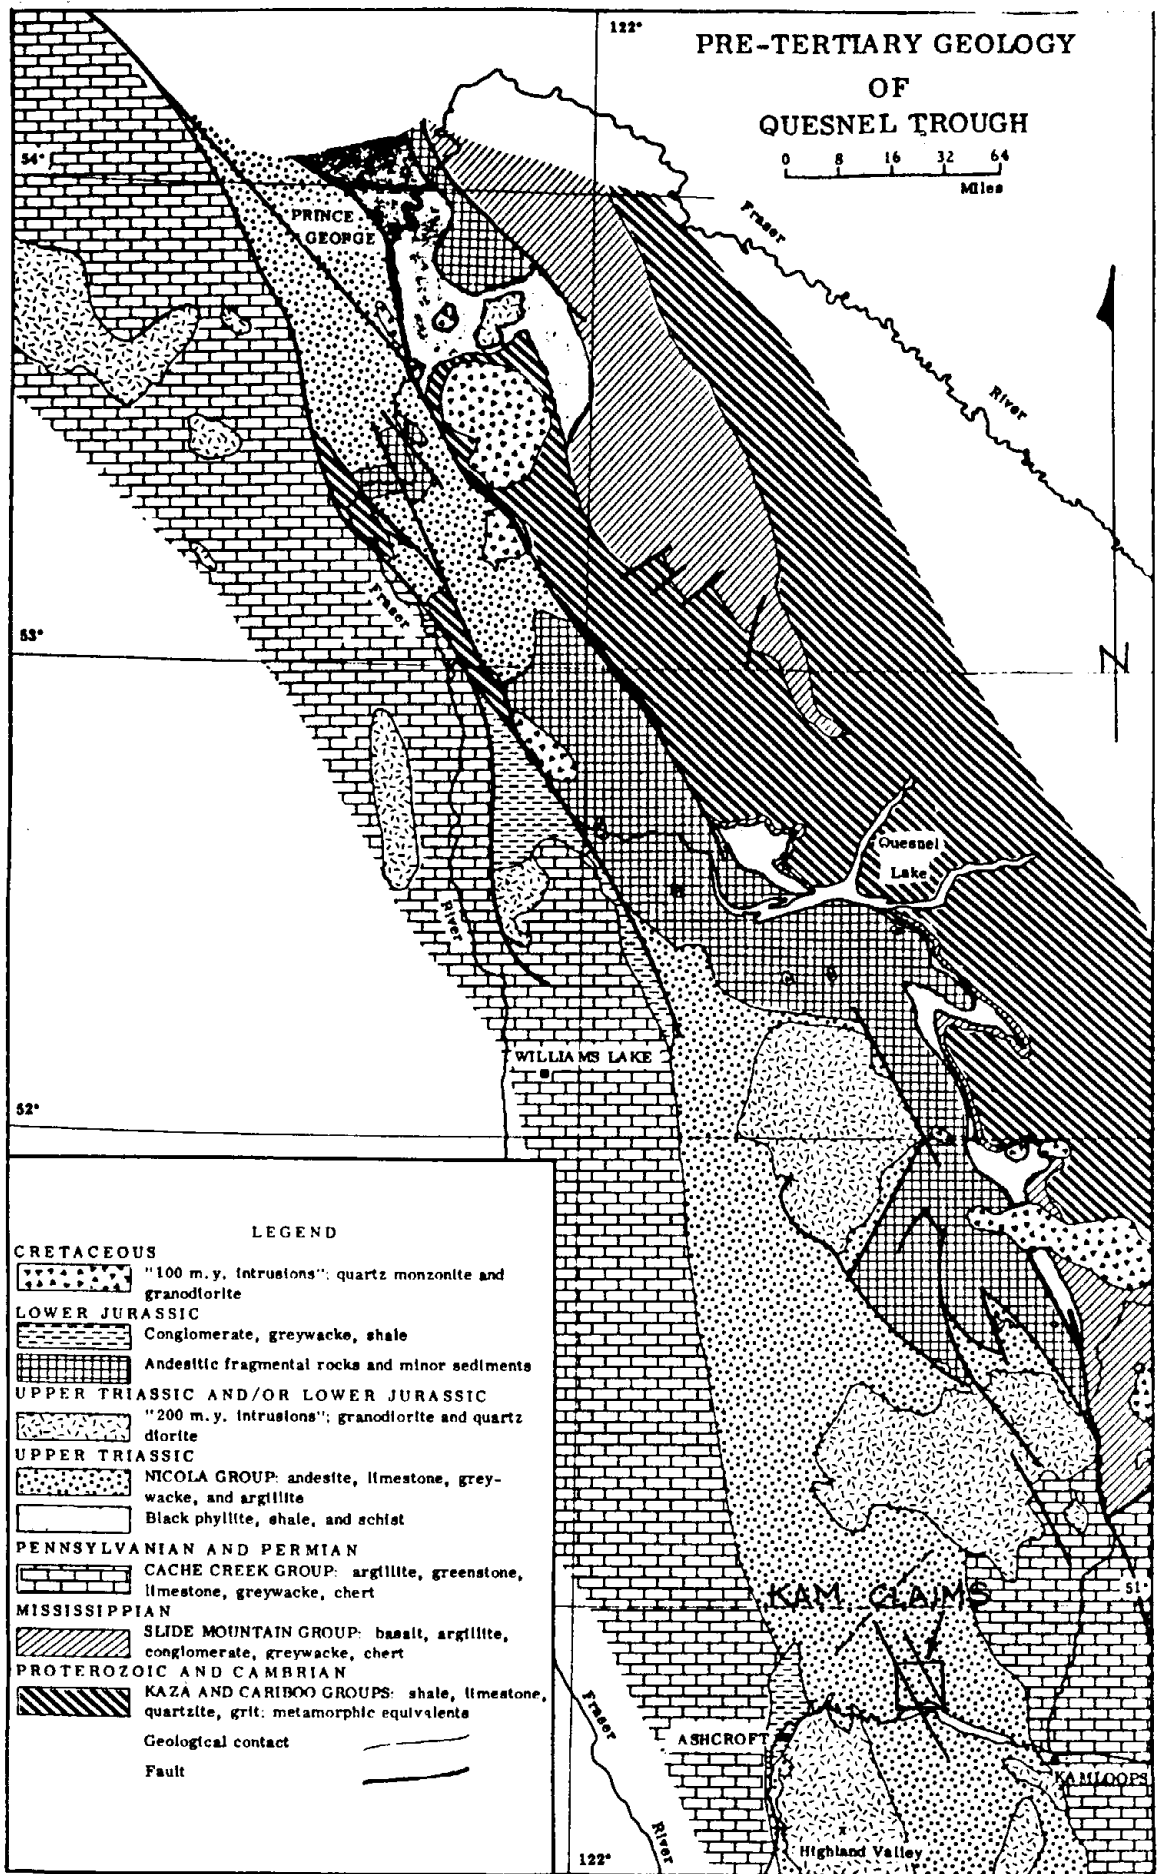 122°
PRE-TERTIARY GEOLOGY
OF
QUESNEL TROUGH
0 8 16 32 64
Miles
54°
PRINCE
GEORGE
Fraser
River
Fraser
53°
N
Quesnel
Lake
River
WILLIAMS LAKE
52°
LEGEND
CRETACEOUS
"100 m.y. intrusions": quartz monzonite and
granodiorite
LOWER JURASSIC
Conglomerate, greywacke, shale
Andesitic fragmental rocks and minor sediments
UPPER TRIASSIC AND/OR LOWER JURASSIC
"200 m.y. intrusions": granodiorite and quartz
diorite
UPPER TRIASSIC
NICOLA GROUP: andesite, limestone, grey-
wacke, and argillite
Black phyllite, shale, and schist
PENNSYLVANIAN AND PERMIAN
CACHE CREEK GROUP: argillite, greenstone,
limestone, greywacke, chert
MISSISSIPPIAN
SLIDE MOUNTAIN GROUP: basalt, argillite,
conglomerate, greywacke, chert
PROTEROZOIC AND CAMBRIAN
KAZA AND CARIBOO GROUPS: shale, limestone,
quartzite, grit: metamorphic equivalents
Geological contact
Fault
51°
KAM CLAIMS
Fraser
River
ASHCROFT
KAMLOOPS
x
Highland Valley
122°